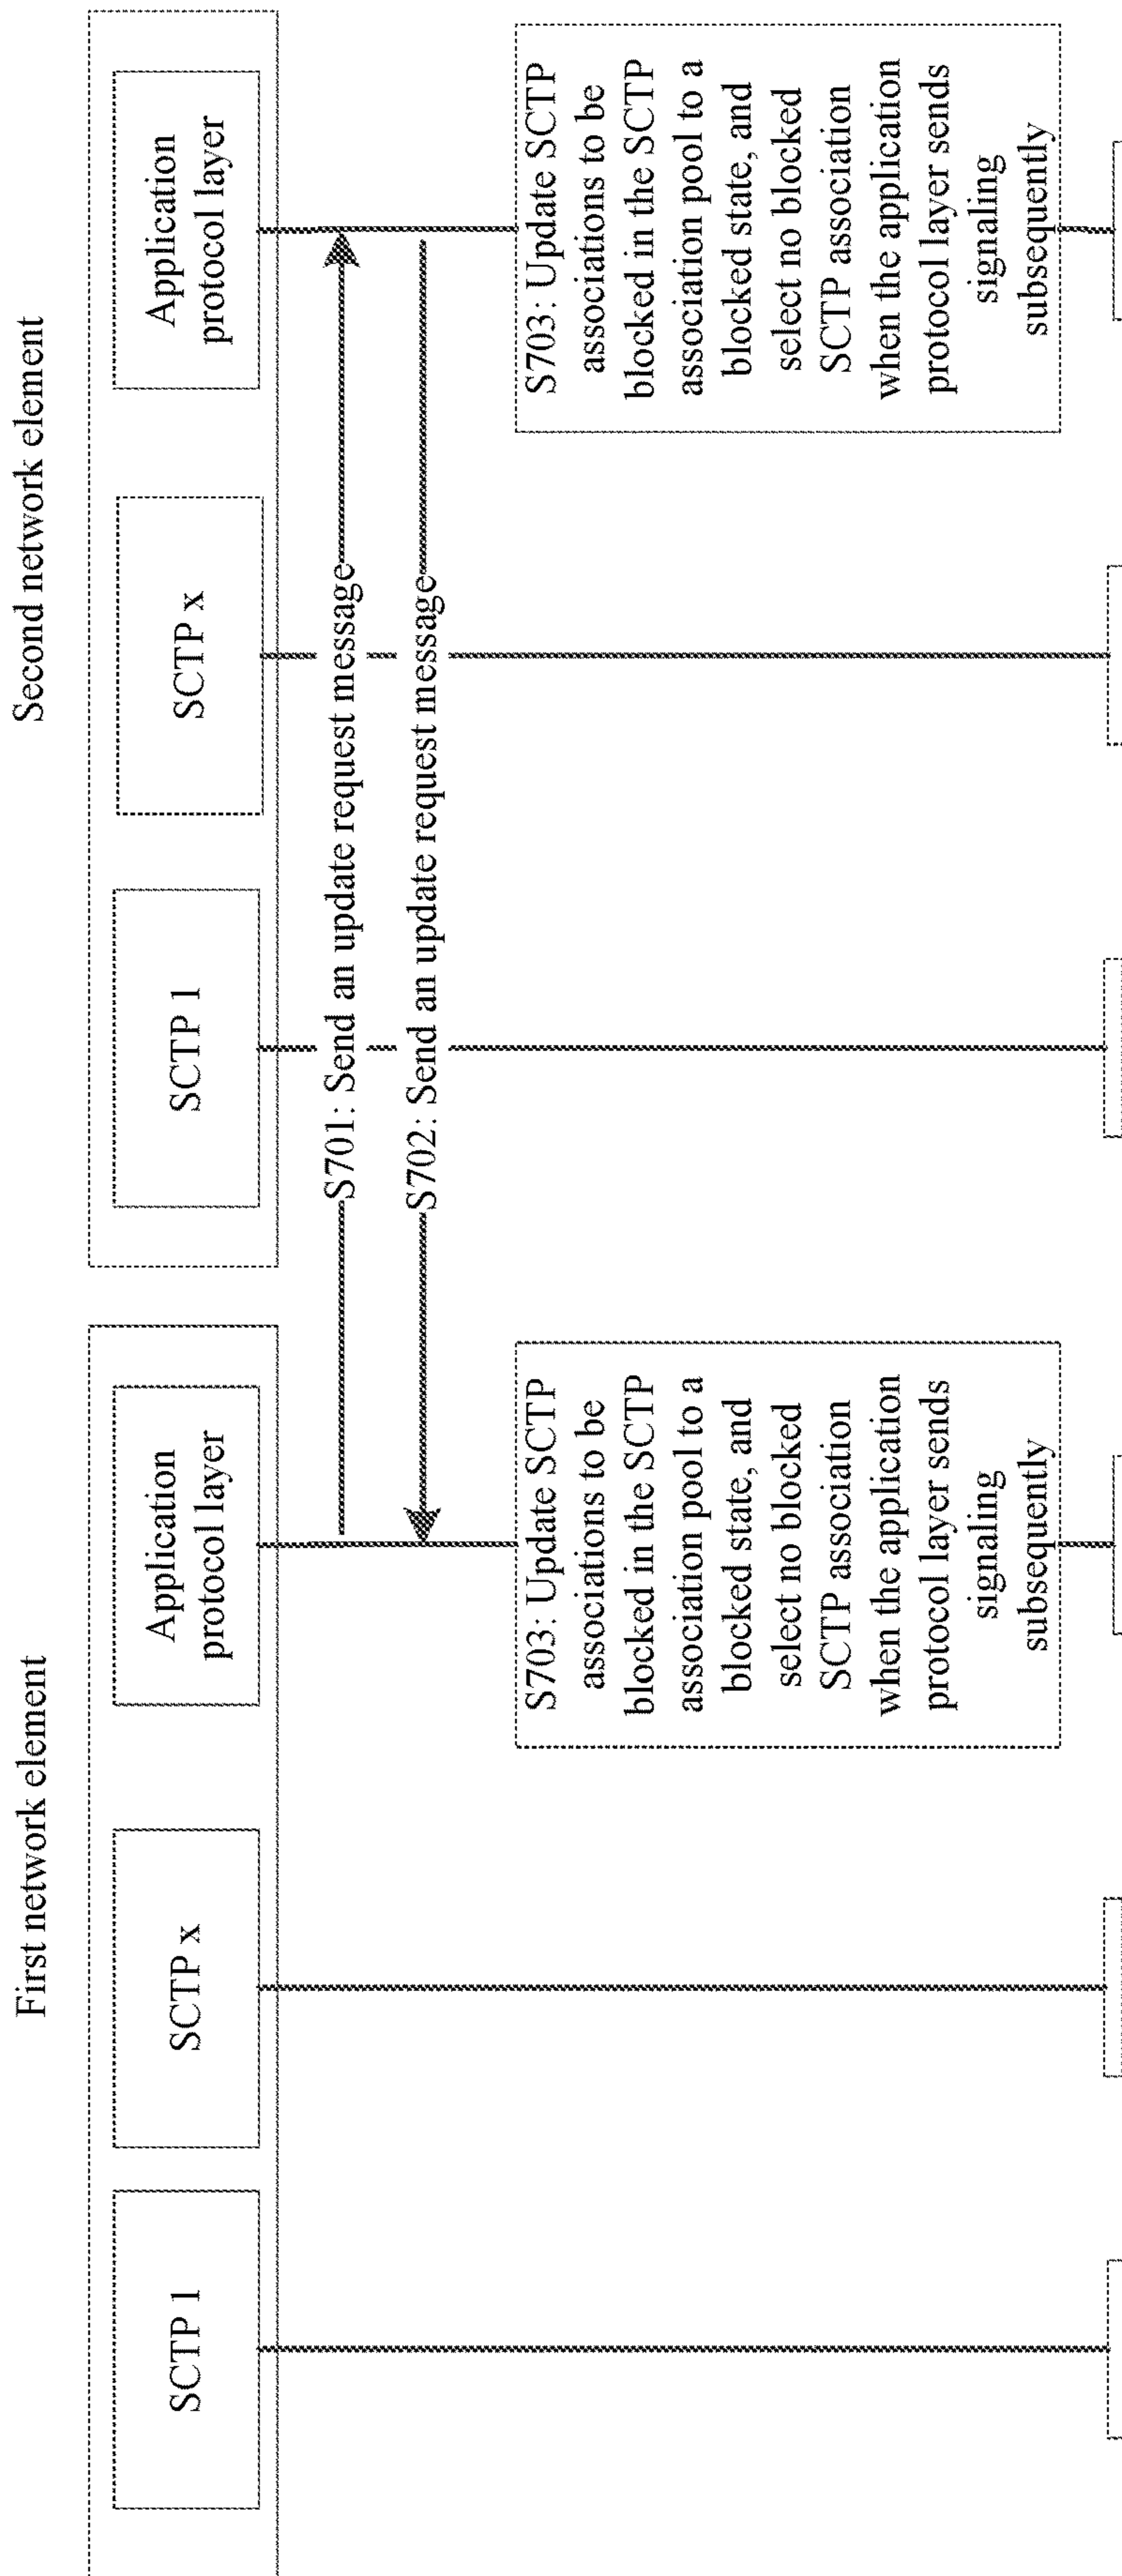 First network element
Second network element
SCTP 1
SCTP x
Application
protocol layer
SCTP 1
SCTP x
Application
protocol layer
S701: Send an update request message
S702: Send an update request message
S703: Update SCTP
associations to be
blocked in the SCTP
association pool to a
blocked state, and
select no blocked
SCTP association
when the application
protocol layer sends
signaling
subsequently
S703: Update SCTP
associations to be
blocked in the SCTP
association pool to a
blocked state, and
select no blocked
SCTP association
when the application
protocol layer sends
signaling
subsequently